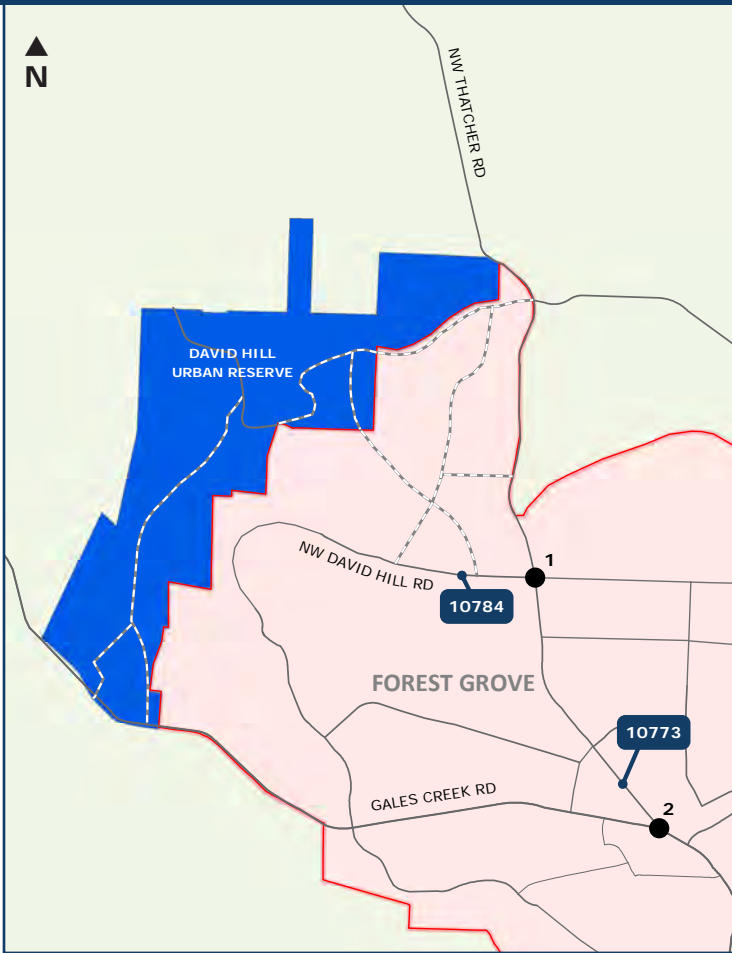 N
NW THATCHER RD
DAVID HILL
URBAN RESERVE
1
NW DAVID HILL RD
10784
FOREST GROVE
10773
GALES CREEK RD
2